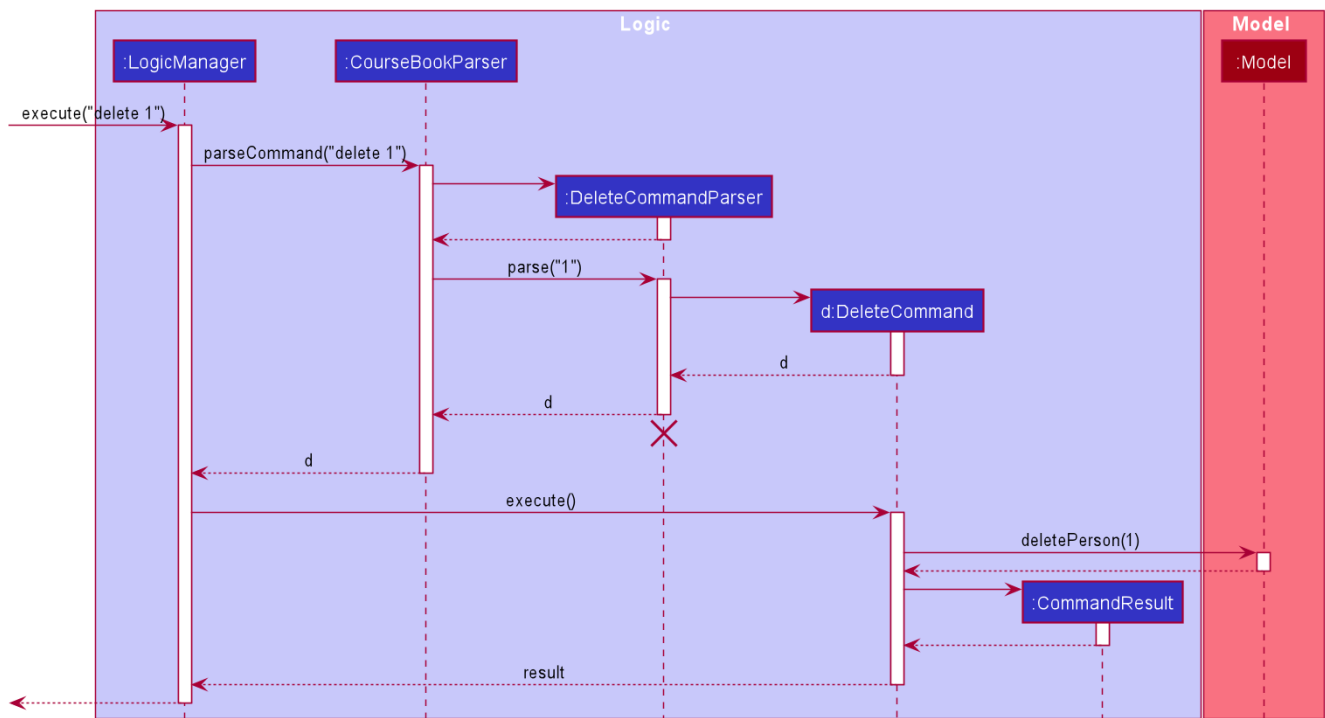 Logic
Model
:LogicManager
:CourseBookParser
:Model
execute("delete 1")
parseCommand("delete 1")
:DeleteCommandParser
parse("1")
d:DeleteCommand
d
d
d
execute()
deletePerson(1)
:CommandResult
result